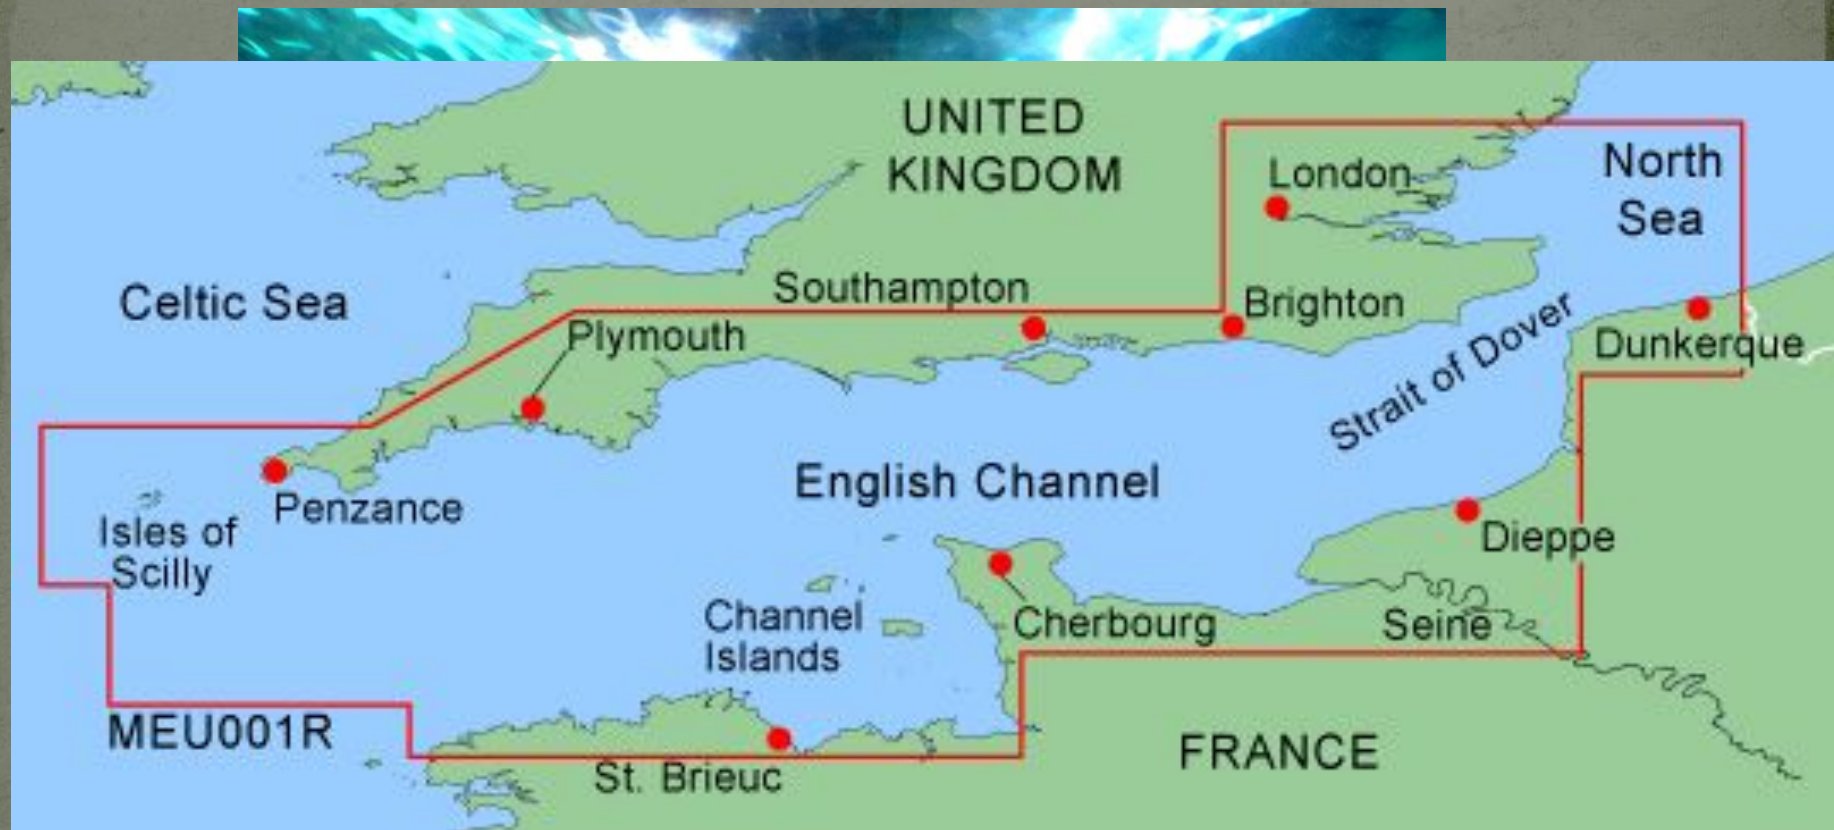 UNITED
KINGDOM
London
North
Sea
Celtic Sea
Southampton
Brighton
Plymouth
Dunkerque
Strait of Dover
English Channel
Penzance
Isles of
Scilly
Dieppe
Channel
Islands
Cherbourg
Seine
MEU001R
FRANCE
St. Brieuc